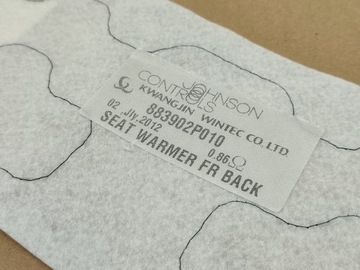 JOHNSON
CONTROLS
KWANGJIN WINTEC CO. LTD.
883902P010
02. Jly. 2012 0.86Ω
SEAT WARMER FR BACK